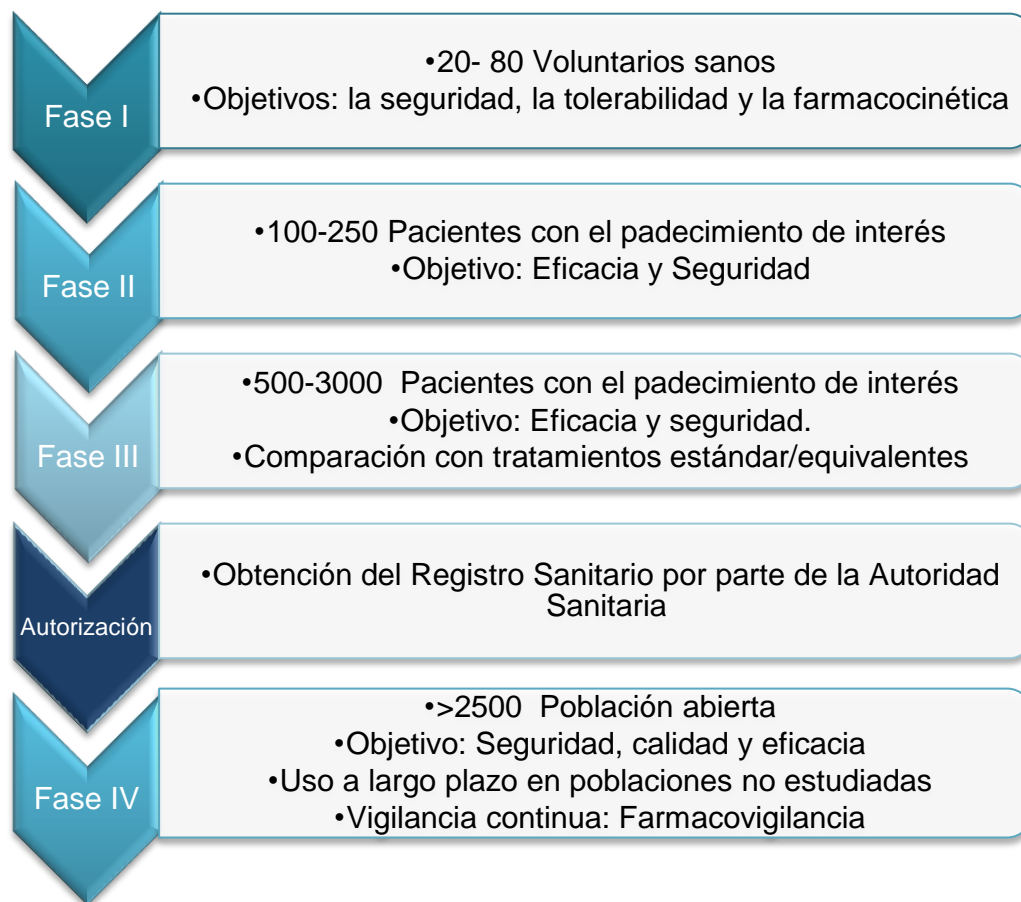 Fase I
•20- 80 Voluntarios sanos
•Objetivos: la seguridad, la tolerabilidad y la farmacocinética
Fase II
•100-250 Pacientes con el padecimiento de interés
•Objetivo: Eficacia y Seguridad
Fase III
•500-3000 Pacientes con el padecimiento de interés
•Objetivo: Eficacia y seguridad.
•Comparación con tratamientos estándar/equivalentes
Autorización
•Obtención del Registro Sanitario por parte de la Autoridad
Sanitaria
Fase IV
•>2500 Población abierta
•Objetivo: Seguridad, calidad y eficacia
•Uso a largo plazo en poblaciones no estudiadas
•Vigilancia continua: Farmacovigilancia